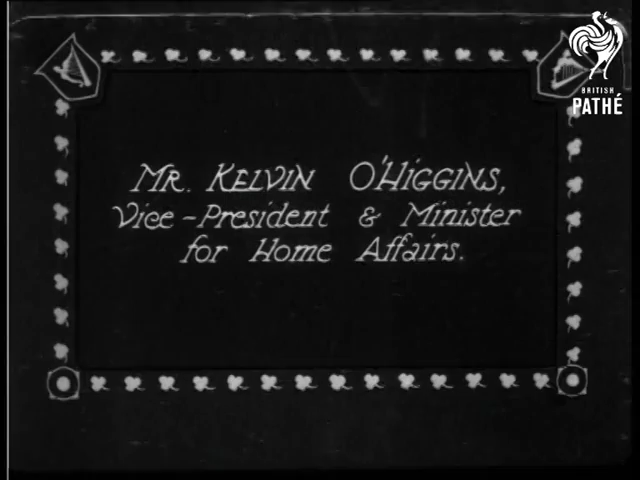 BRITISH
PATHÉ
MR. KELVIN O'HIGGINS,
Vice-President & Minister
for Home Affairs.